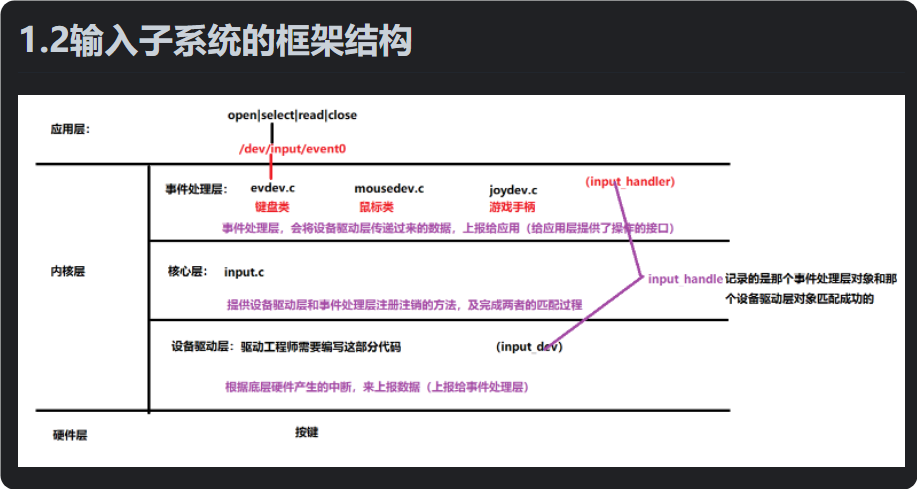 1.2输入子系统的框架结构
应用层：
open|select|read|close
/dev/input/event0
事件处理层：
evdev.c
mousedev.c
joydev.c
(input_handler)
键盘类
鼠标类
游戏手柄
事件处理层，会将设备驱动层传递过来的数据，上报给应用（给应用层提供了操作的接口）
内核层
核心层：
input.c
input_handle
记录的是那个事件处理层对象和那
个设备驱动层对象匹配成功的
提供设备驱动层和事件处理层注册注销的方法，及完成两者的匹配过程
设备驱动层：驱动工程师需要编写这部分代码
(input_dev)
根据底层硬件产生的中断，来上报数据（上报给事件处理层）
硬件层
按键